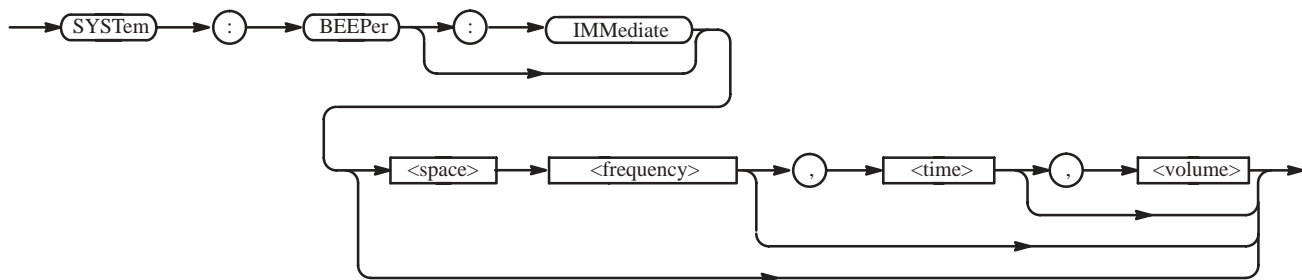 SYSTem : BEEPer : IMMediate
<space> <frequency> , <time> , <volume>